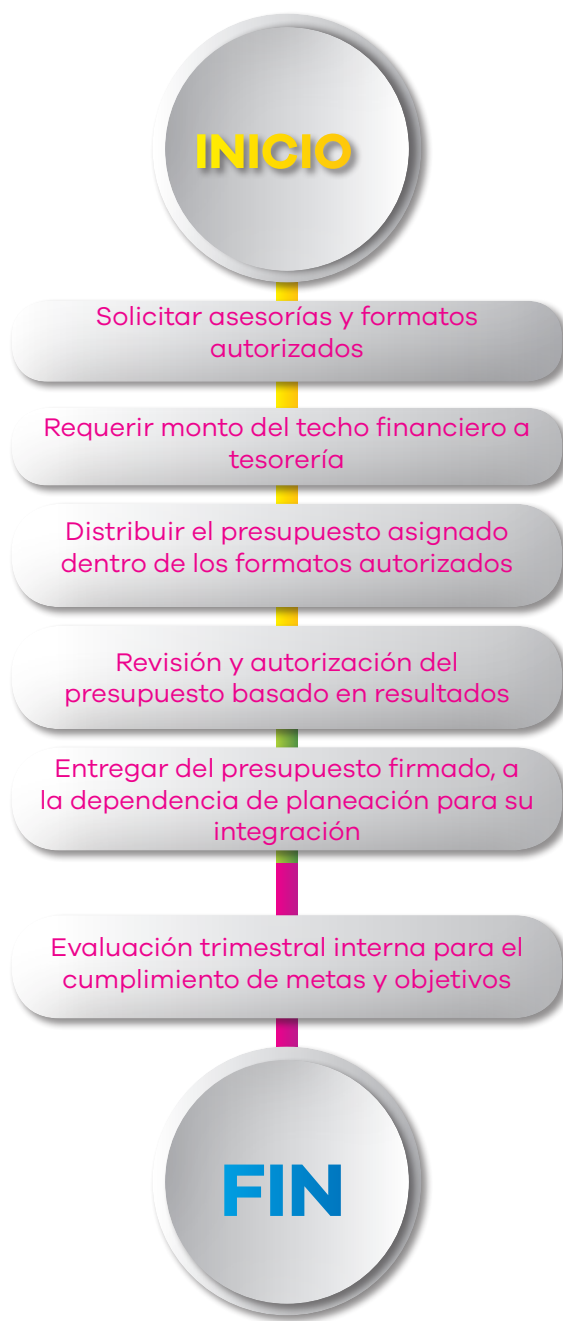 INICIO
Solicitar asesorías y formatos
autorizados
Requerir monto del techo financiero a
tesorería
Distribuir el presupuesto asignado
dentro de los formatos autorizados
Revisión y autorización del
presupuesto basado en resultados
Entregar del presupuesto firmado, a
la dependencia de planeación para su
integración
Evaluación trimestral interna para el
cumplimiento de metas y objetivos
FIN